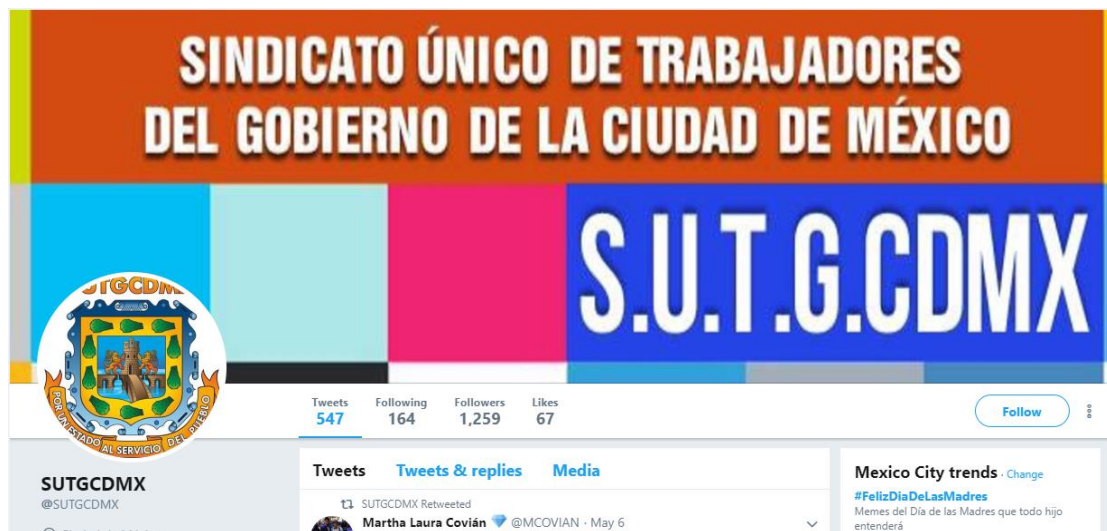 SINDICATO ÚNICO DE TRABAJADORES
DEL GOBIERNO DE LA CIUDAD DE MÉXICO
S.U.T.G.CDMX
SUTGCDMX
POR UN ESTADO AL SERVICIO DEL PUEBLO
Tweets Following Followers Likes
547 164 1,259 67
Follow
SUTGCDMX
@SUTGCDMX
Tweets Tweets & replies Media
SUTGCDMX Retweeted
Martha Laura Covián @MCOVIAN · May 6
Mexico City trends · Change
#FelizDiaDeLasMadres
Memes del Día de las Madres que todo hijo
entenderá